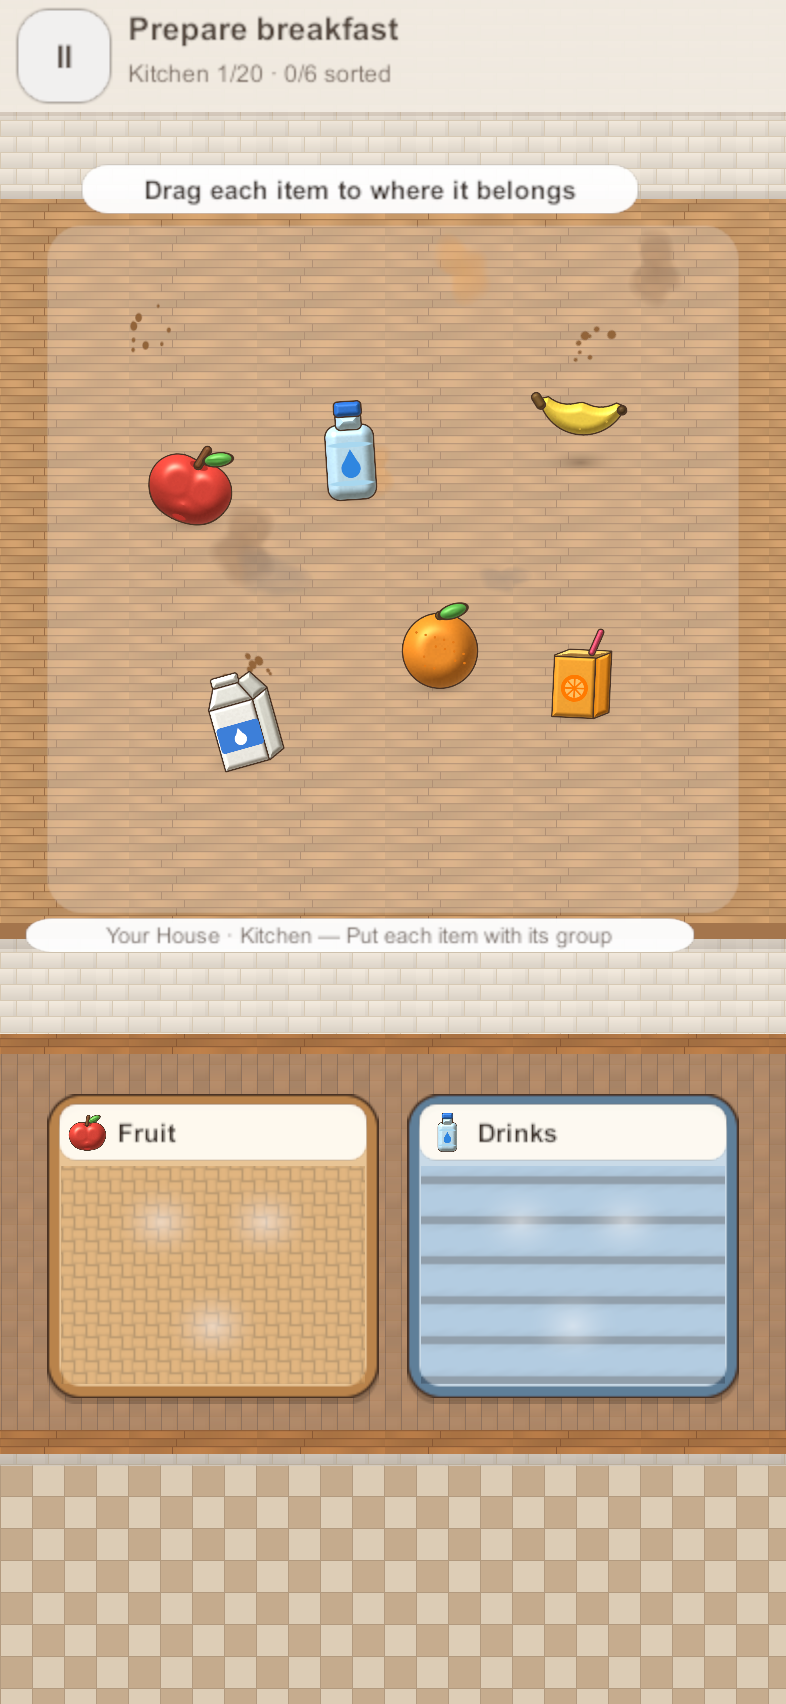 Prepare breakfast
Kitchen 1/20 · 0/6 sorted
Drag each item to where it belongs
Your House · Kitchen — Put each item with its group
Fruit
Drinks